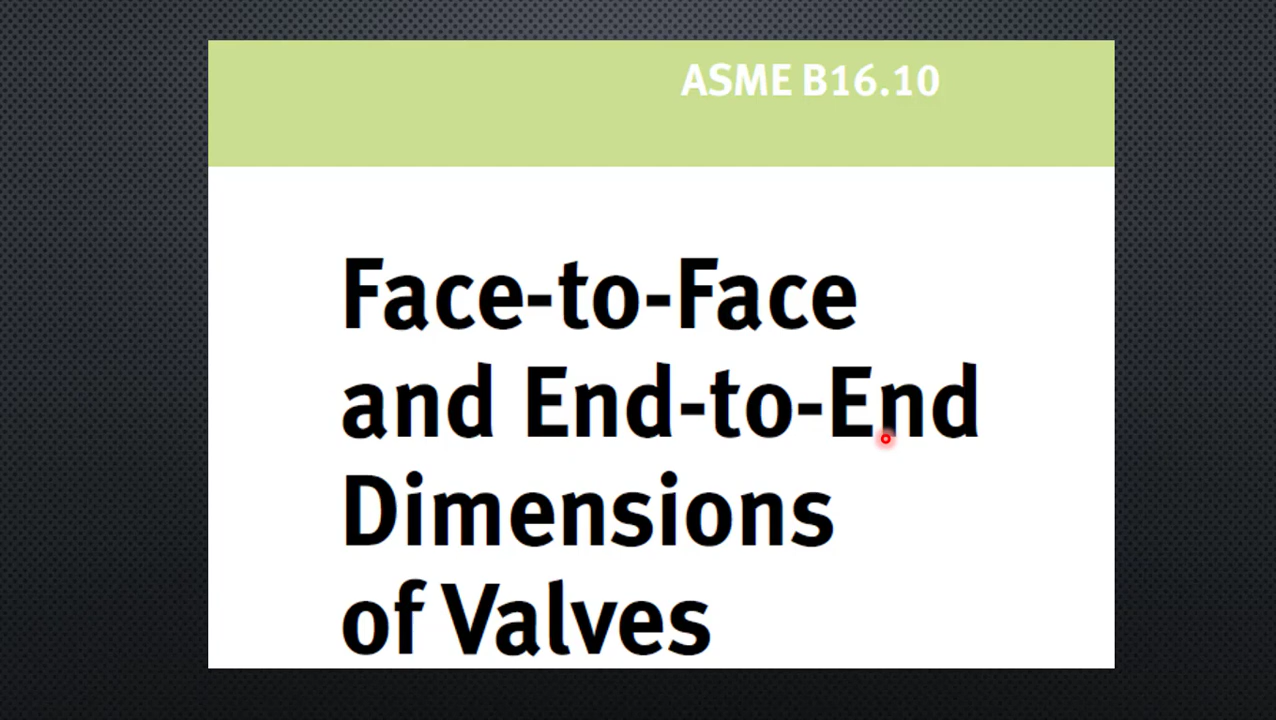 ASME B16.10
Face-to-Face
and End-to-End
Dimensions
of Valves